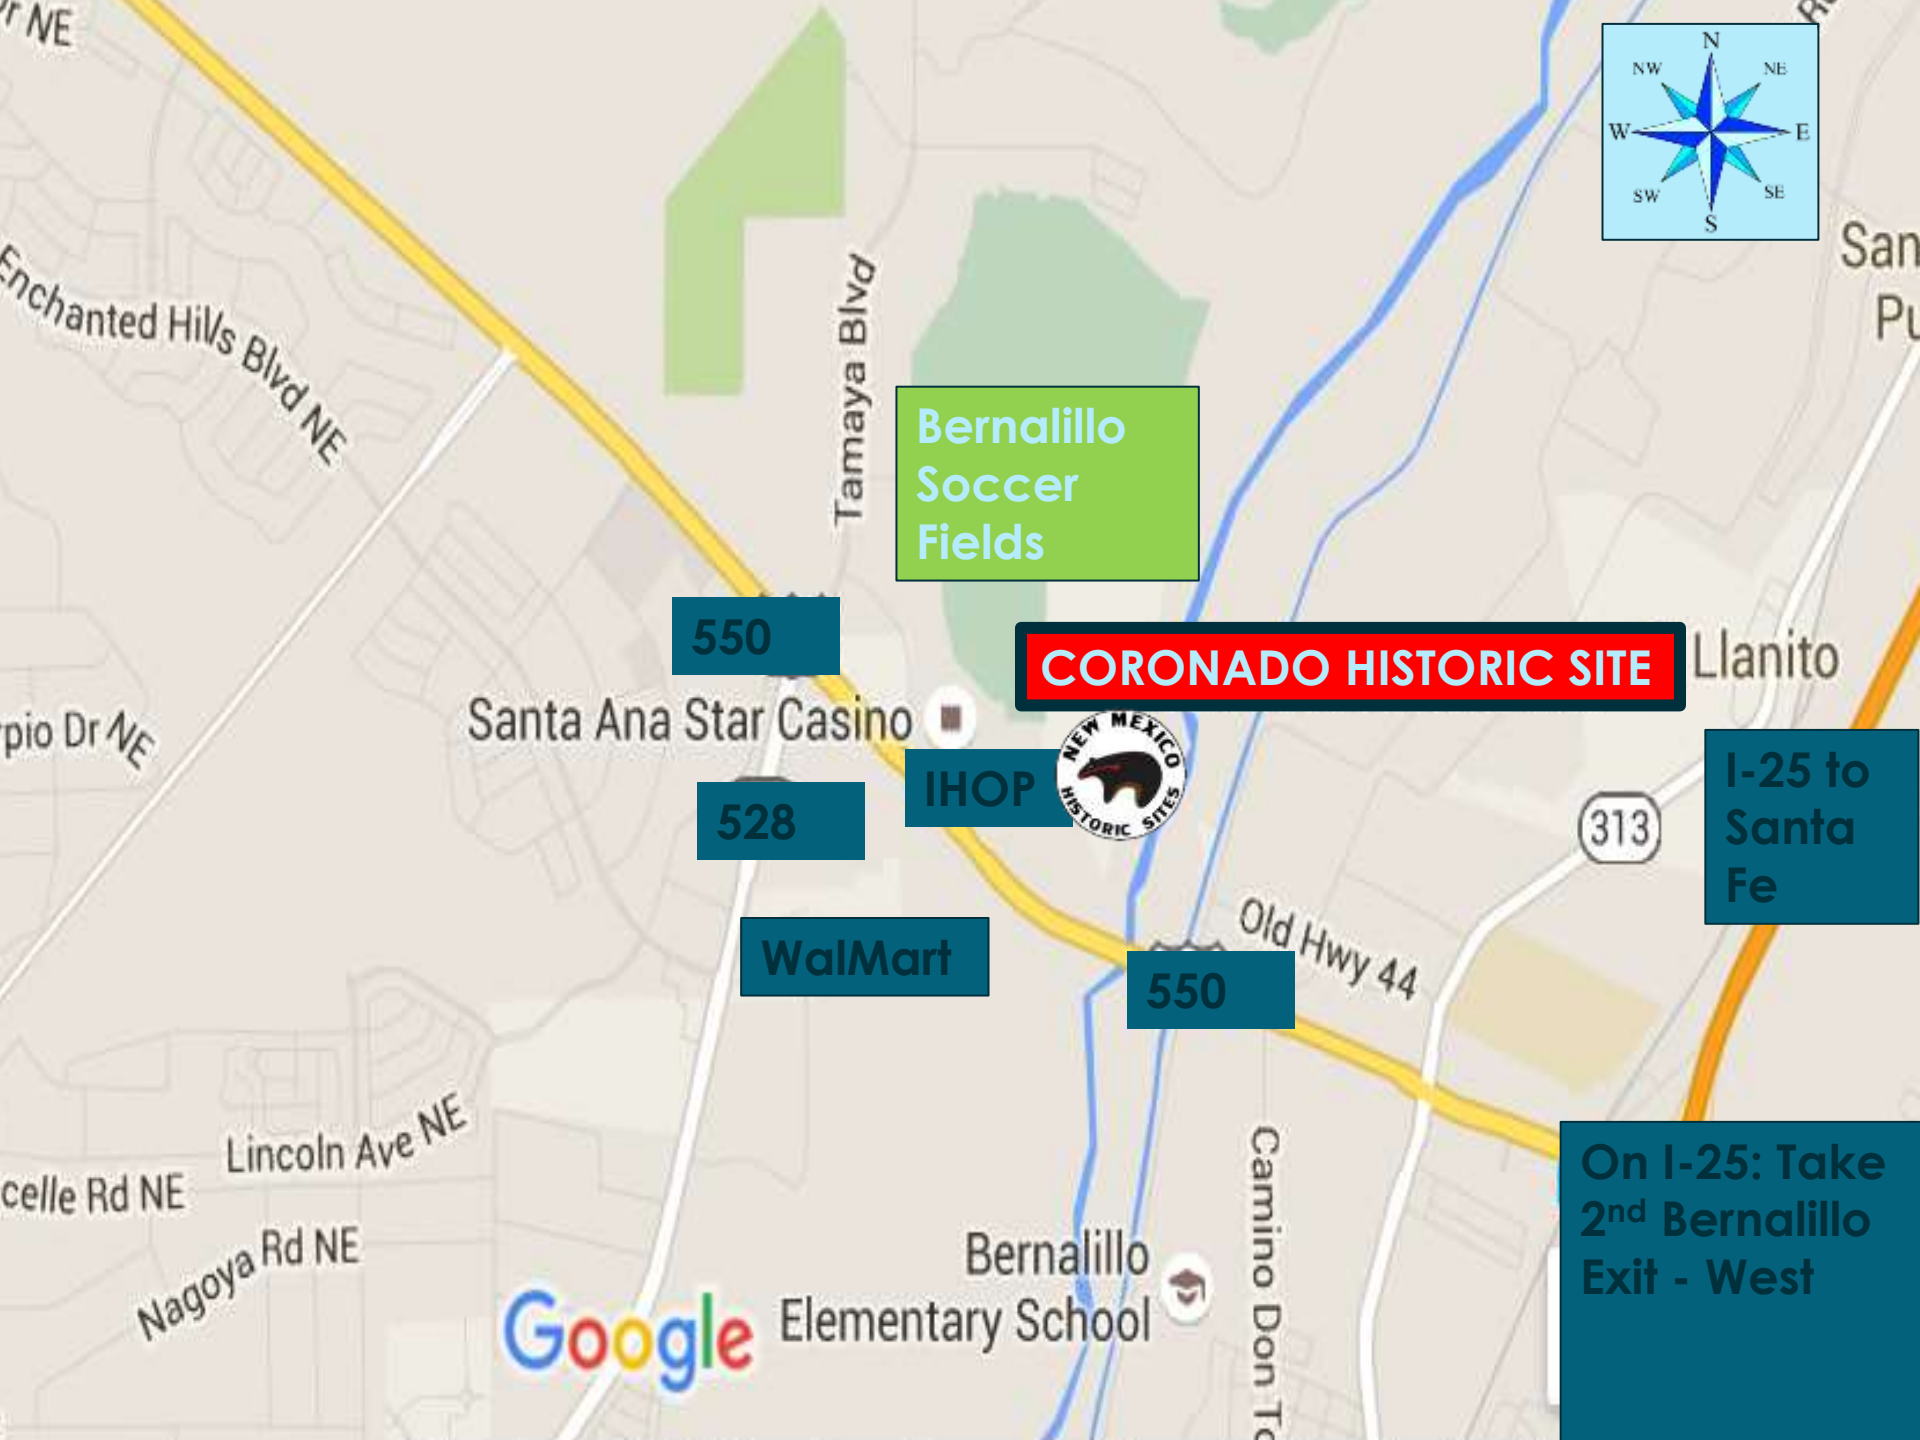 r NE
N
NW
NE
W
E
SW
SE
S
San
Pu
Enchanted Hills Blvd NE
Tamaya Blvd
Bernalillo
Soccer
Fields
550
CORONADO HISTORIC SITE
Llanito
Santa Ana Star Casino
pio Dr NE
IHOP
NEW MEXICO
HISTORIC SITES
528
313
I-25 to
Santa
Fe
WalMart
Old Hwy 44
550
Lincoln Ave NE
celle Rd NE
Nagoya Rd NE
Camino Don To
On I-25: Take
2nd Bernalillo
Exit - West
Bernalillo
Elementary School
Google